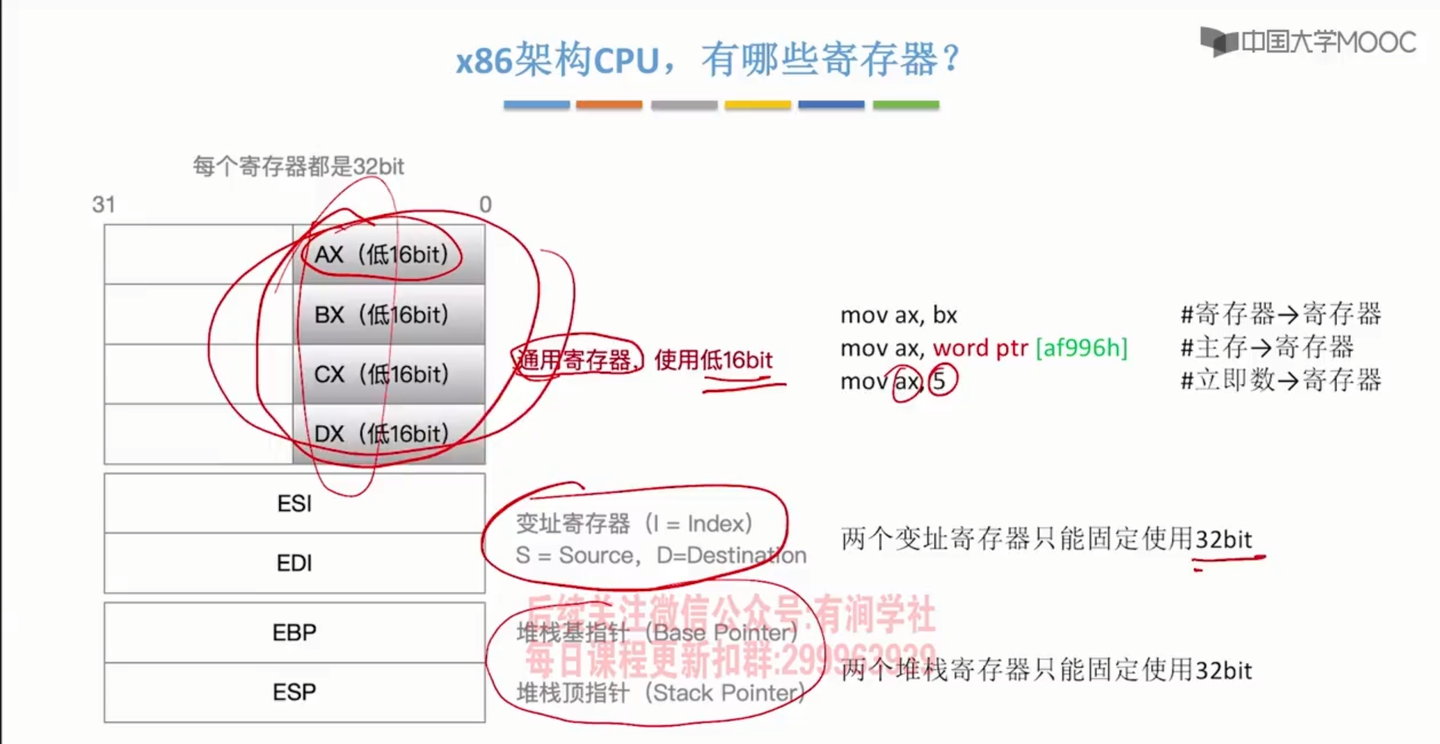 中国大学MOOC
x86架构CPU，有哪些寄存器？
每个寄存器都是32bit
31 0
AX（低16bit）
BX（低16bit）
CX（低16bit）
DX（低16bit）
通用寄存器，使用低16bit
mov ax, bx #寄存器→寄存器
mov ax, word ptr [af996h] #主存→寄存器
mov ax, 5 #立即数→寄存器
ESI
EDI
变址寄存器（I = Index）
S = Source，D=Destination
两个变址寄存器只能固定使用32bit
EBP
ESP
堆栈基指针（Base Pointer）
堆栈顶指针（Stack Pointer）
两个堆栈寄存器只能固定使用32bit
后续关注微信公众号:有涧学社
每日课程更新扣群:299963939